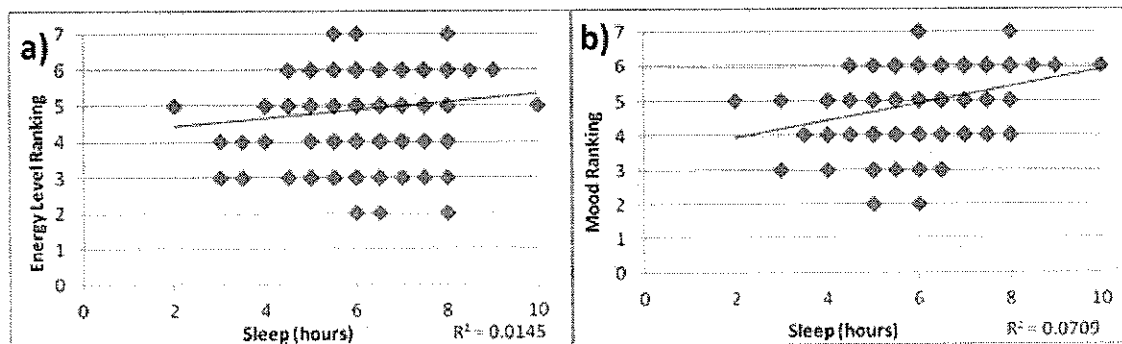 a)
Energy Level Ranking
7
6
5
4
3
2
1
0
0 2 4 6 8 10
Sleep (hours)
R² = 0.0145
b)
Mood Ranking
7
6
5
4
3
2
1
0
0 2 4 6 8 10
Sleep (hours)
R² = 0.0709